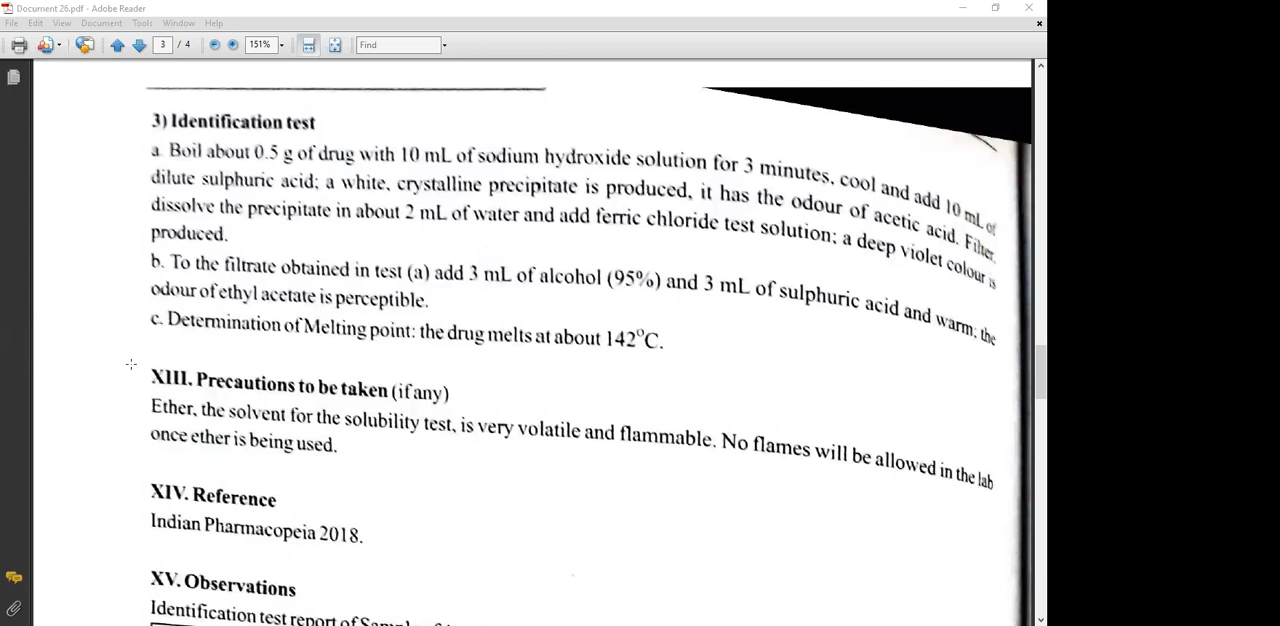 Document 26.pdf - Adobe Reader
File Edit View Document Tools Window Help
3 / 4 151% Find
3) Identification test
a. Boil about 0.5 g of drug with 10 mL of sodium hydroxide solution for 3 minutes, cool and add 10 mL of
dilute sulphuric acid; a white, crystalline precipitate is produced, it has the odour of acetic acid. Filter,
dissolve the precipitate in about 2 mL of water and add ferric chloride test solution; a deep violet colour is
produced.
b. To the filtrate obtained in test (a) add 3 mL of alcohol (95%) and 3 mL of sulphuric acid and warm; the
odour of ethyl acetate is perceptible.
c. Determination of Melting point: the drug melts at about 142°C.
XIII. Precautions to be taken (if any)
Ether, the solvent for the solubility test, is very volatile and flammable. No flames will be allowed in the lab
once ether is being used.
XIV. Reference
Indian Pharmacopeia 2018.
XV. Observations
Identification test report of